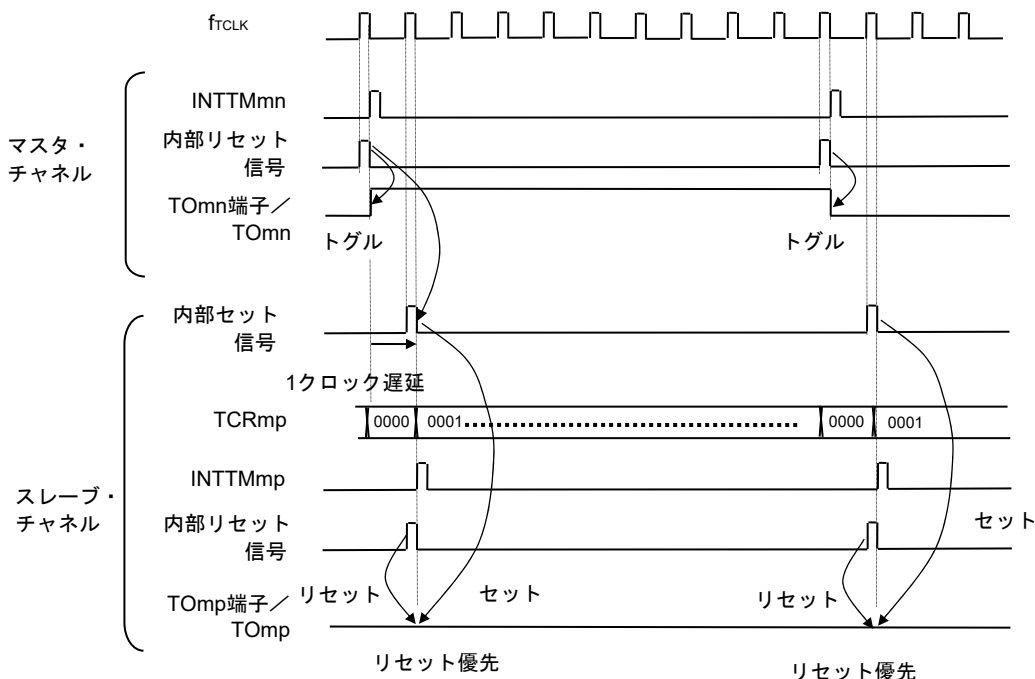 fTCLK
マスタ・
チャネル
INTTMmn
内部リセット
信号
TOmn端子／
TOmn
トグル
トグル
スレーブ・
チャネル
内部セット
信号
1クロック遅延
TCRmp
0000
0001
0000
0001
INTTMmp
内部リセット
信号
セット
TOmp端子／
TOmp
リセット
セット
リセット
リセット優先
リセット優先